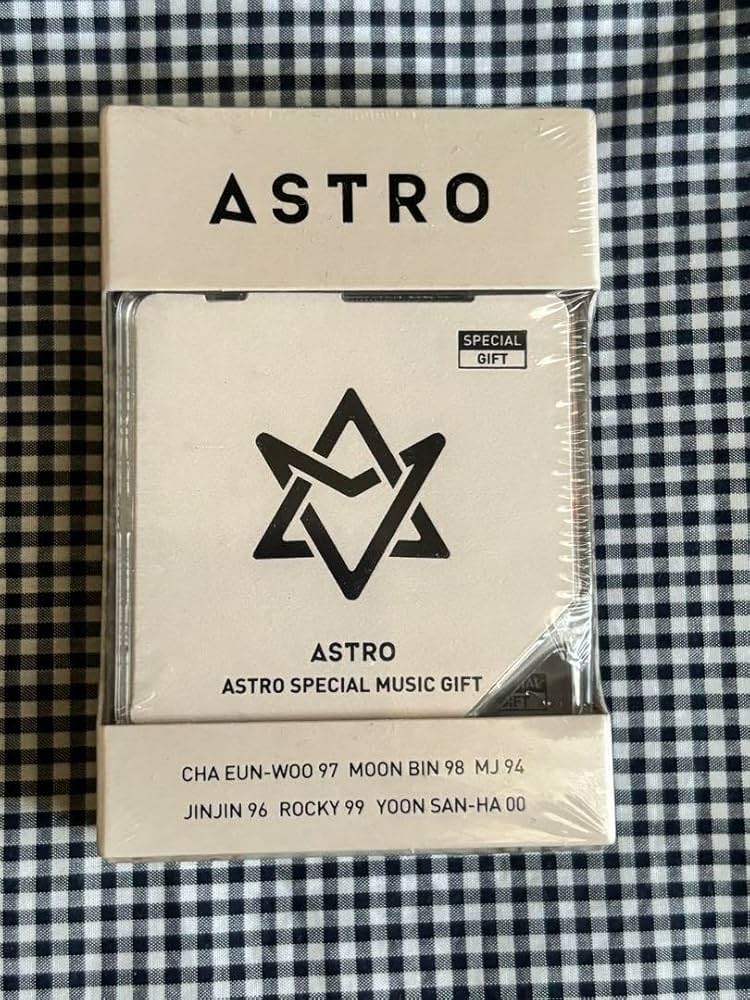 ASTRO
SPECIAL
GIFT
ASTRO
ASTRO SPECIAL MUSIC GIFT
CHA EUN-WOO 97 MOON BIN 98 MJ 94
JINJIN 96 ROCKY 99 YOON SAN-HA 00